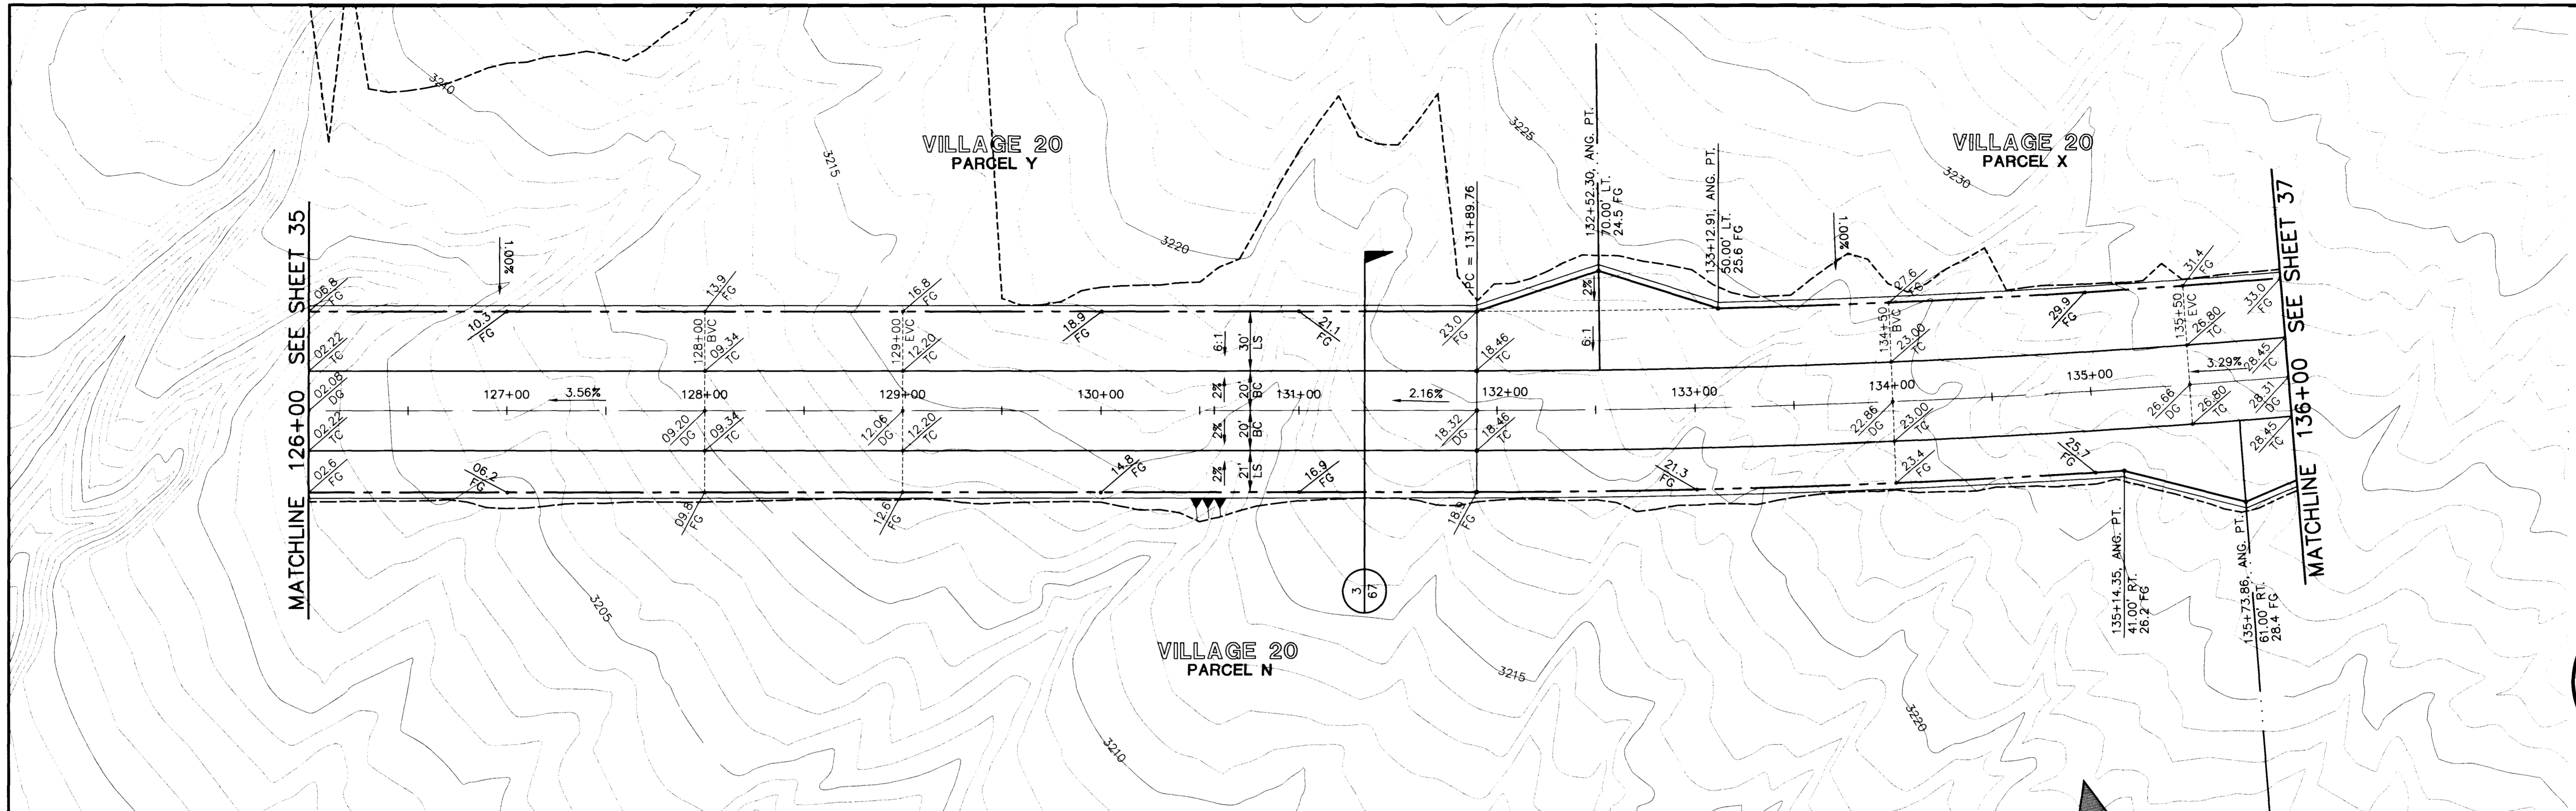 3240
VILLAGE 20
PARCEL Y
3215
3220
3225
VILLAGE 20
PARCEL X
3230
MATCHLINE 126+00 SEE SHEET 35
1.00%
PC = 131+89.76
132+52.30, ANG. PT.
70.00' LT.
24.5 FG
133+12.91, ANG. PT.
50.00' LT.
25.6 FG
1.00%
MATCHLINE 136+00 SEE SHEET 37
06.8
FG
10.3
FG
13.9
FG
16.8
FG
18.9
FG
21.1
FG
23.0
FG
27.6
FG
29.9
FG
31.4
FG
33.0
FG
128+00
BVC
129+00
EVC
134+50
BVC
135+50
EVC
6:1
30'
LS
2%
6:1
02.22
TC
09.34
TC
12.20
TC
18.46
TC
23.00
TC
26.80
TC
28.45
TC
127+00
3.56%
128+00
129+00
130+00
2%
20'
BC
131+00
2.16%
132+00
133+00
134+00
135+00
3.29%
02.08
DG
09.20
DG
12.06
DG
18.32
DG
22.86
DG
26.66
DG
28.31
DG
2%
20'
BC
02.22
TC
09.34
TC
12.20
TC
18.46
TC
23.00
TC
26.80
TC
28.45
TC
2%
21'
LS
02.6
FG
06.2
FG
09.8
FG
12.6
FG
14.8
FG
16.9
FG
18.9
FG
21.3
FG
23.4
FG
25.7
FG
3
67
135+14.35, ANG. PT.
41.00' RT.
26.2 FG
135+73.86, ANG. PT.
61.00' RT.
28.4 FG
3205
VILLAGE 20
PARCEL N
3210
3215
3220